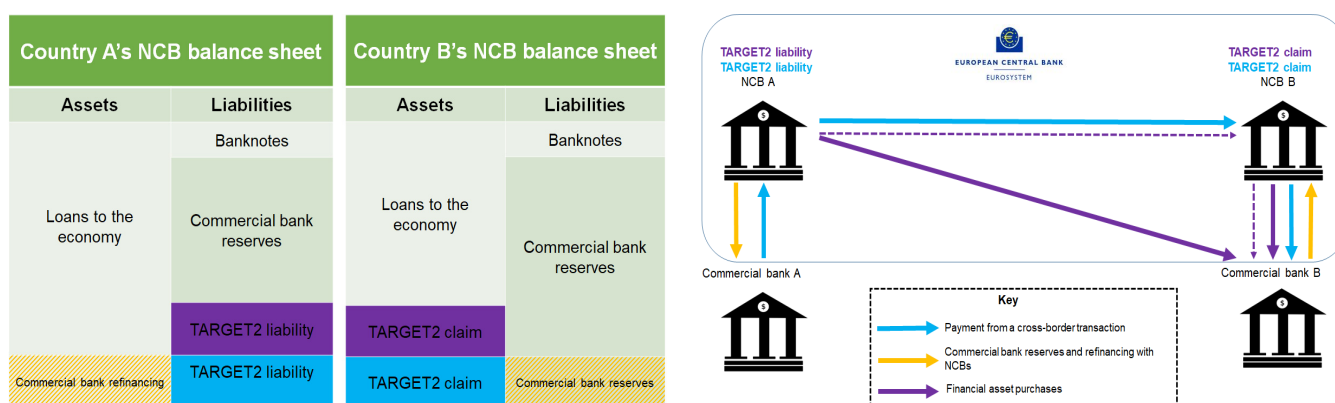 Country A's NCB balance sheet
Country B's NCB balance sheet
Assets
Liabilities
Assets
Liabilities
Banknotes
Banknotes
Loans to the
economy
Commercial bank
reserves
Loans to the
economy
Commercial bank
reserves
TARGET2 liability
TARGET2 claim
Commercial bank refinancing
TARGET2 liability
TARGET2 claim
Commercial bank reserves
TARGET2 liability
TARGET2 liability
NCB A
EUROPEAN CENTRAL BANK
EUROSYSTEM
TARGET2 claim
TARGET2 claim
NCB B
$
$
Commercial bank A
Commercial bank B
$
$
Key
Payment from a cross-border transaction
Commercial bank reserves and refinancing with
NCBs
Financial asset purchases